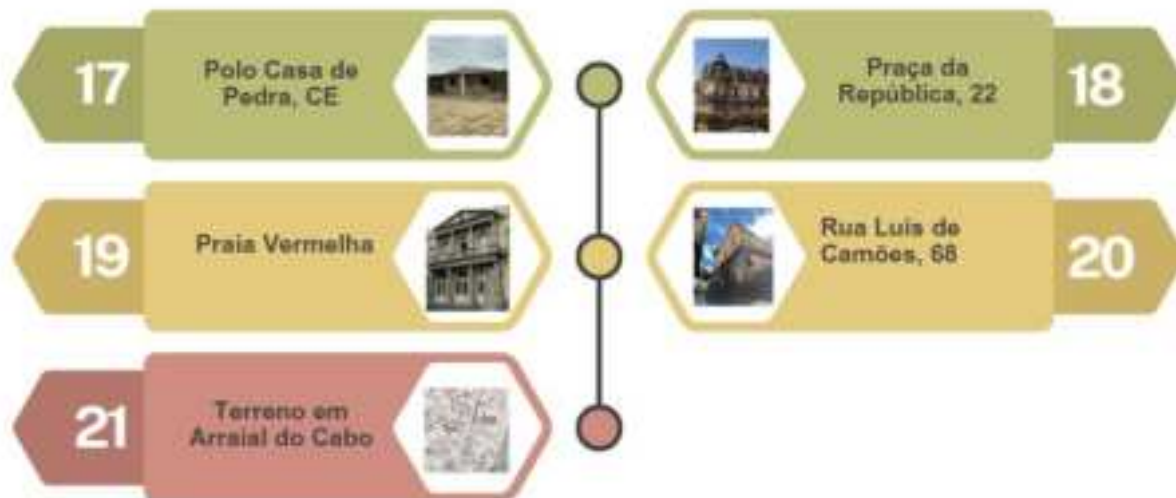 17
Polo Casa de
Pedra, CE
Praça da
República, 22
18
19
Praia Vermelha
Rua Luis de
Camões, 68
20
21
Terreno em
Arraial do Cabo